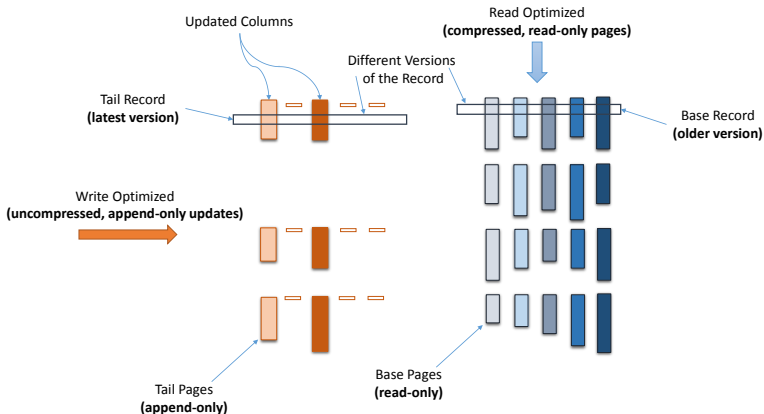 Updated Columns
Read Optimized
(compressed, read-only pages)
Different Versions
of the Record
Tail Record
(latest version)
Base Record
(older version)
Write Optimized
(uncompressed, append-only updates)
Tail Pages
(append-only)
Base Pages
(read-only)